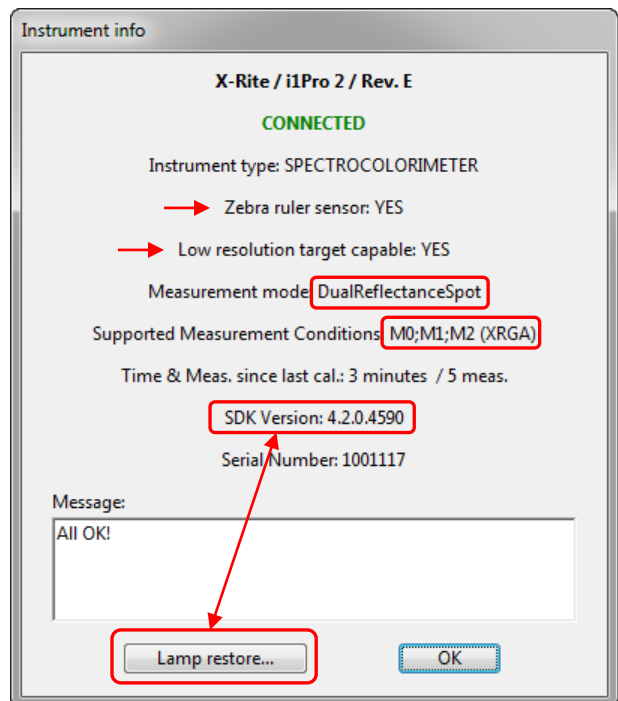 Instrument info
X-Rite / i1Pro 2 / Rev. E
CONNECTED
Instrument type: SPECTROCOLORIMETER
Zebra ruler sensor: YES
Low resolution target capable: YES
Measurement mode: DualReflectanceSpot
Supported Measurement Conditions: M0;M1;M2 (XRGA)
Time & Meas. since last cal.: 3 minutes / 5 meas.
SDK Version: 4.2.0.4590
Serial Number: 1001117
Message:
All OK!
Lamp restore... OK